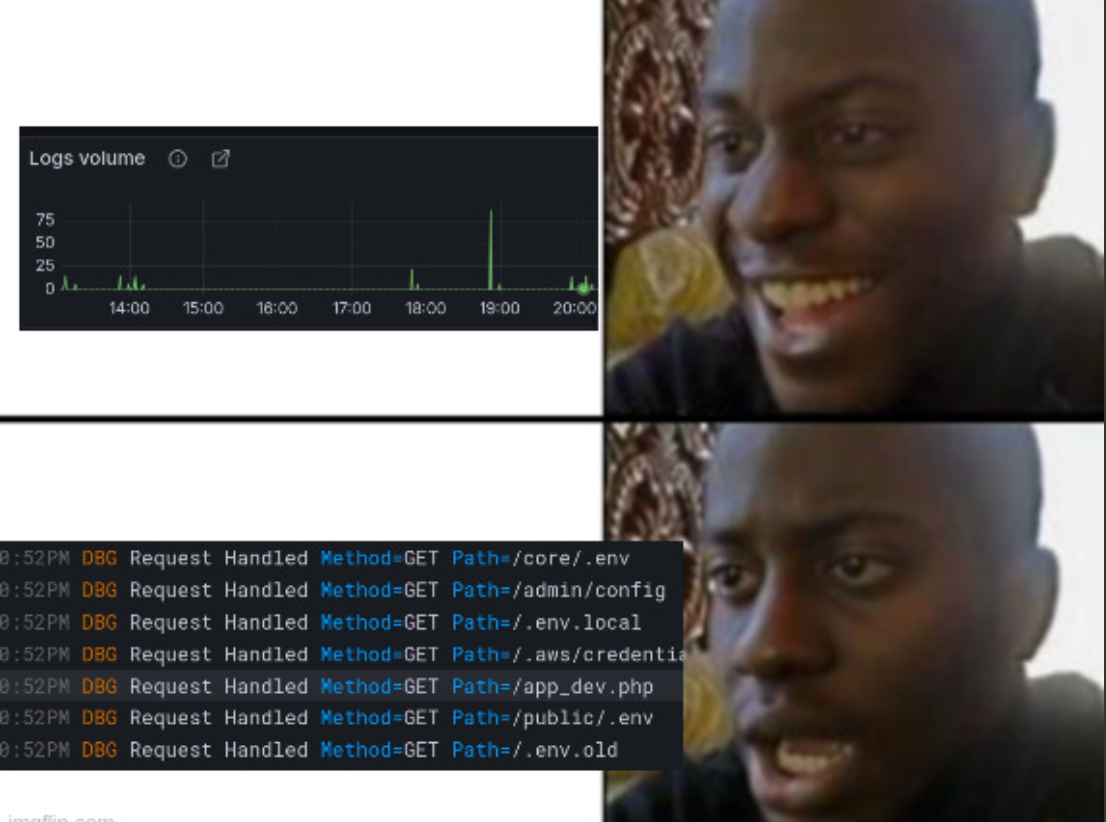 Logs volume
75
50
25
0
14:00 15:00 16:00 17:00 18:00 19:00 20:00
0:52PM DBG Request Handled Method=GET Path=/core/.env
0:52PM DBG Request Handled Method=GET Path=/admin/config
0:52PM DBG Request Handled Method=GET Path=/.env.local
0:52PM DBG Request Handled Method=GET Path=/.aws/credentia
0:52PM DBG Request Handled Method=GET Path=/app_dev.php
0:52PM DBG Request Handled Method=GET Path=/public/.env
0:52PM DBG Request Handled Method=GET Path=/.env.old
imgflip.com